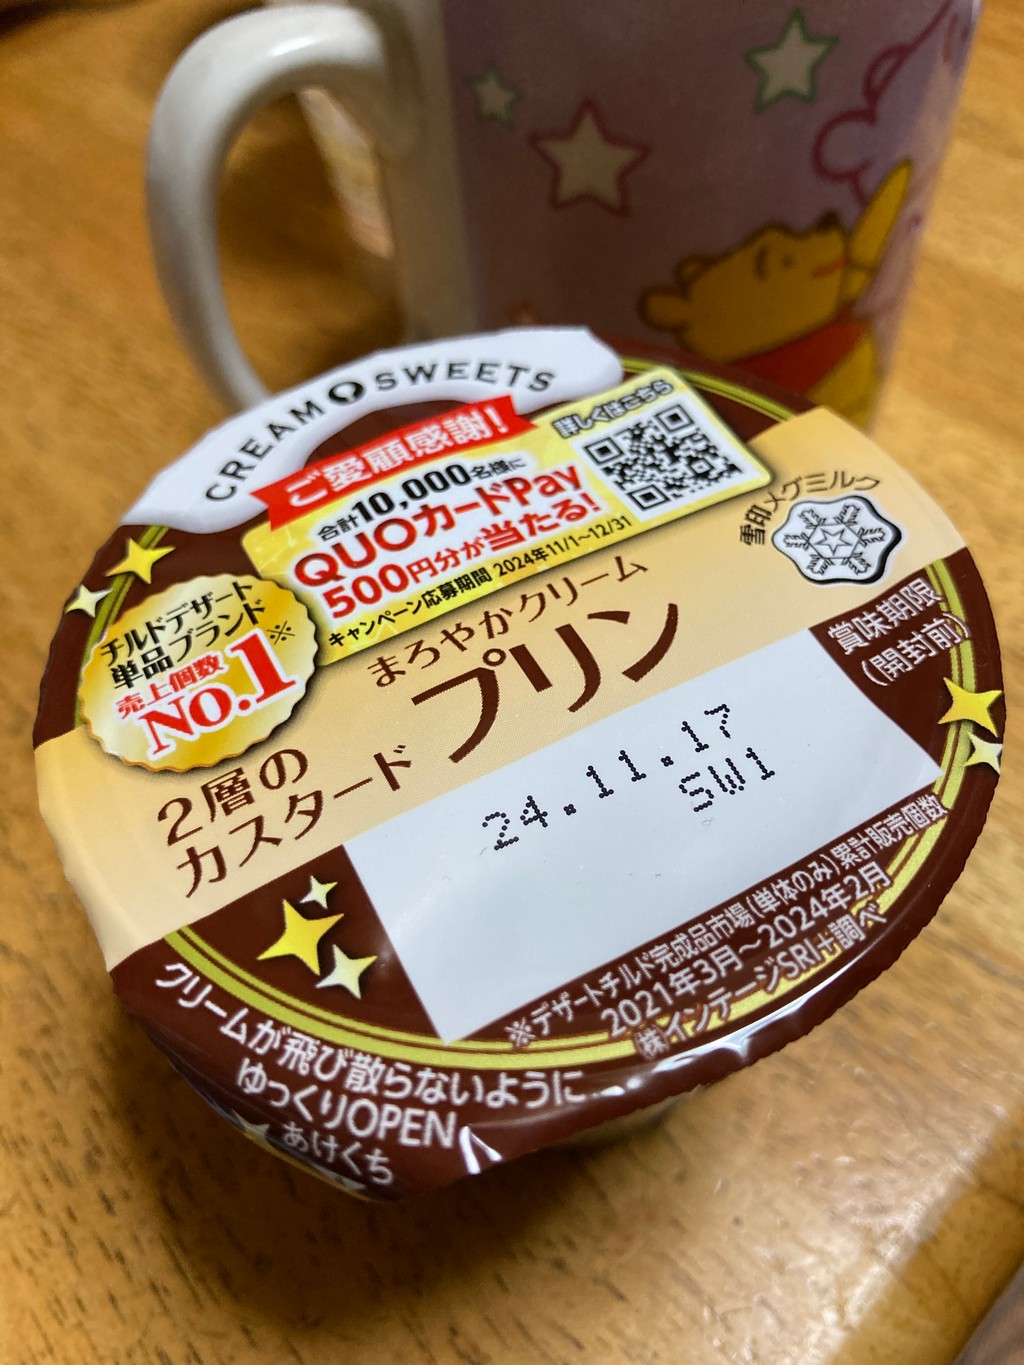 CREAM SWEETS
ご愛顧感謝!
合計10,000名様に
QUOカードPay
500円分が当たる!
キャンペーン応募期間 2024年11/1~12/31
詳しくはこちら
雪印メグミルク
チルドデザート
単品ブランド※
売上個数
No.1
まろやかクリーム
プリン
2層の
カスタード
賞味期限
(開封前)
24.11.17
SW1
※デザートチルド完成品市場(単体のみ)累計販売個数
2021年3月~2024年2月
㈱インテージSRI+調べ
クリームが飛び散らないように
ゆっくりOPEN
あけくち